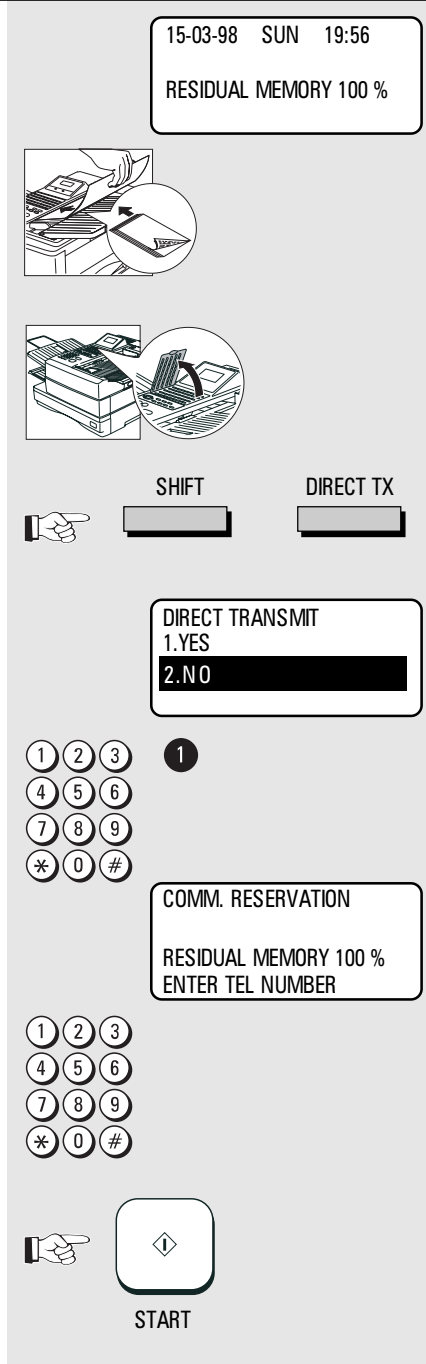 15-03-98 SUN 19:56
RESIDUAL MEMORY 100 %
SHIFT DIRECT TX
DIRECT TRANSMIT
1.YES
2.NO
1 2 3 1
4 5 6
7 8 9
* 0 #
COMM. RESERVATION
RESIDUAL MEMORY 100 %
ENTER TEL NUMBER
1 2 3
4 5 6
7 8 9
* 0 #
START